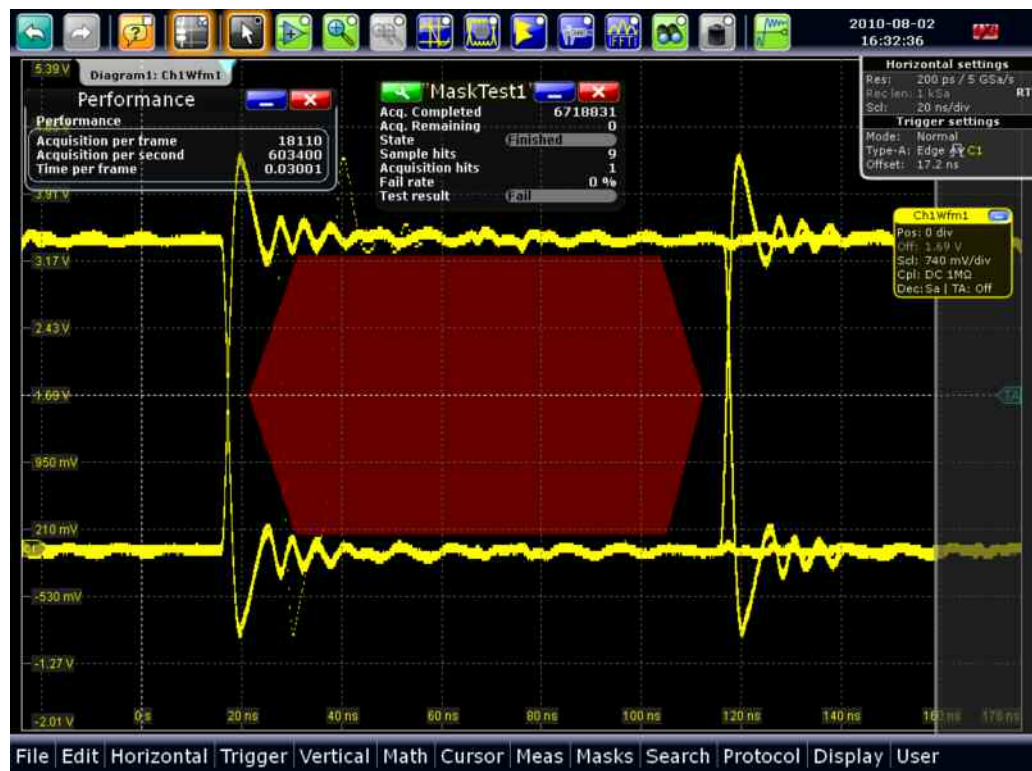 FFT
2010-08-02
16:32:36
5.39 V
Diagram1: Ch1Wfm1
Performance
Performance
Acquisition per frame 18110
Acquisition per second 603400
Time per frame 0.03001
'MaskTest1'
Acq. Completed 6718831
Acq. Remaining 0
State Finished
Sample hits 9
Acquisition hits 1
Fail rate 0 %
Test result Fail
Horizontal settings
Res: 200 ps / 5 GSa/s
Rec len: 1 kSa RT
Scl: 20 ns/div
Trigger settings
Mode: Normal
Type-A: Edge C1
Offset: 17.2 ns
Ch1Wfm1
Pos: 0 div
Off: 1.69 V
Scl: 740 mV/div
Cpl: DC 1MΩ
Dec: Sa | TA: Off
3.91 V
3.17 V
2.43 V
1.69 V
TA
950 mV
210 mV
-530 mV
-1.27 V
-2.01 V
0 s 20 ns 40 ns 60 ns 80 ns 100 ns 120 ns 140 ns 160 ns 178 ns
File Edit Horizontal Trigger Vertical Math Cursor Meas Masks Search Protocol Display User